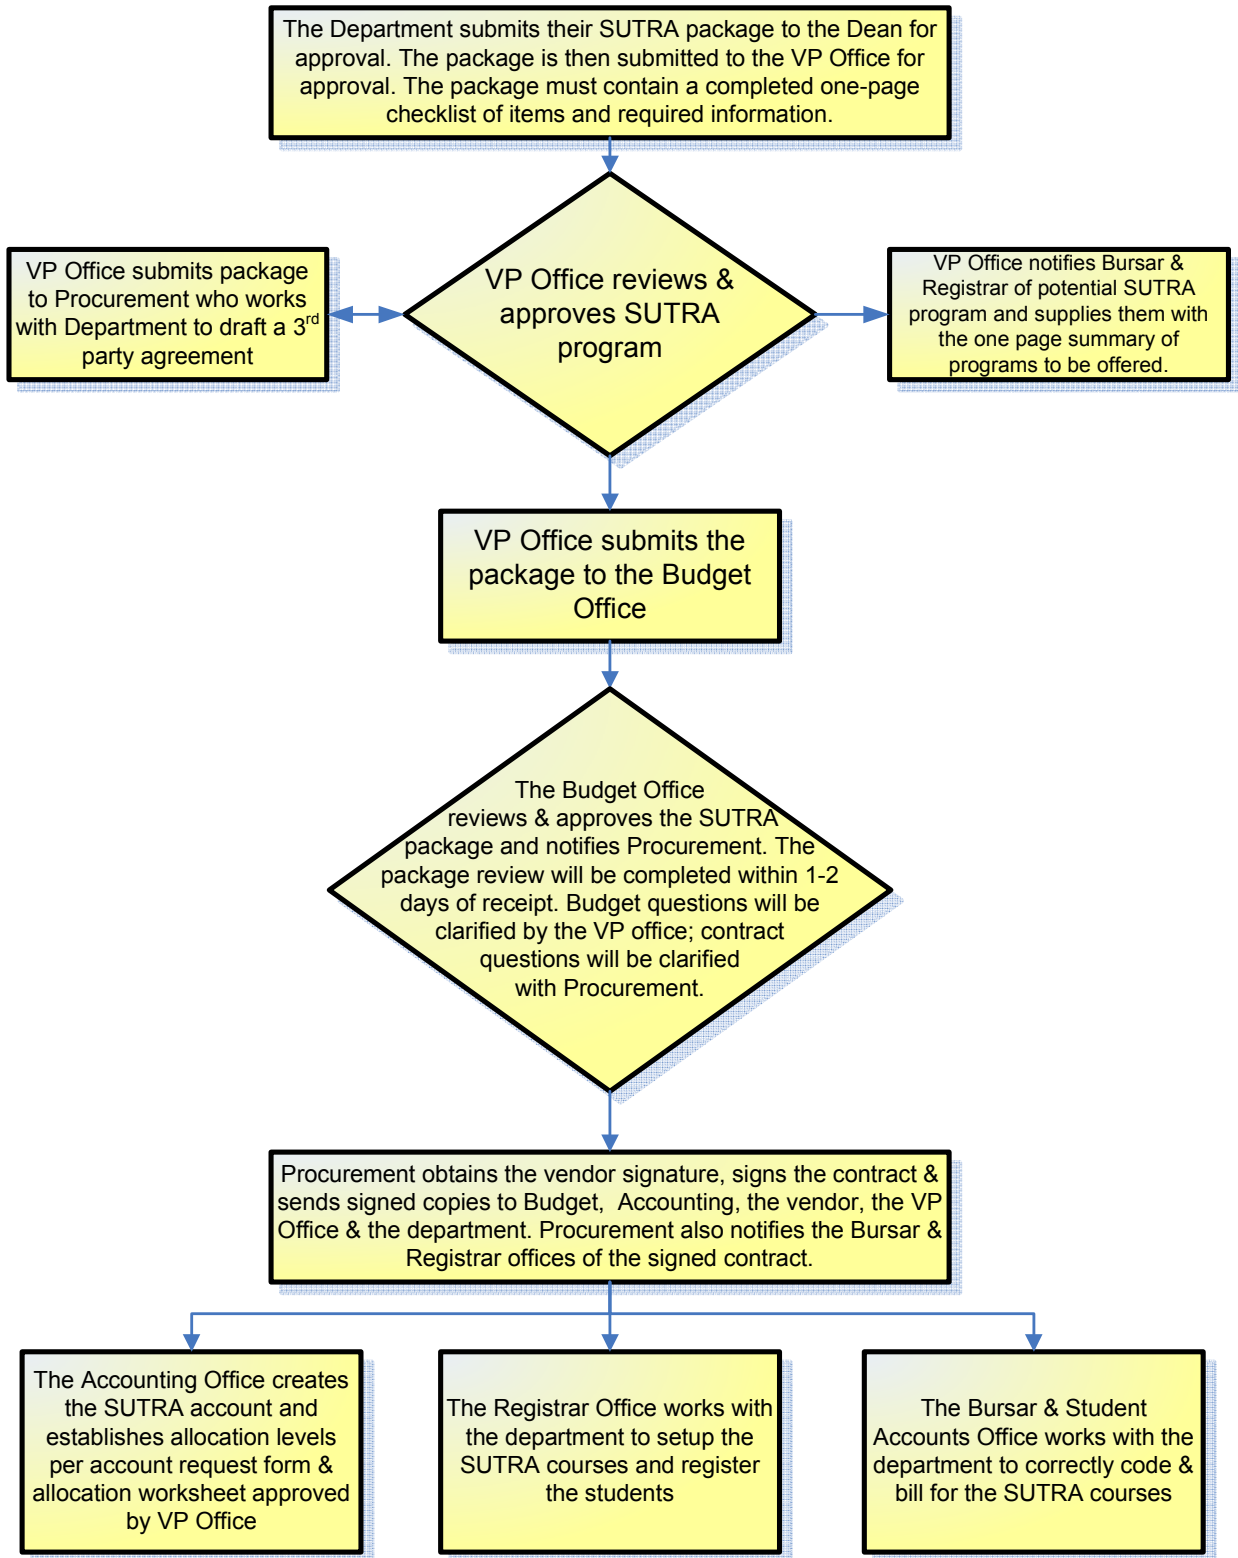 The Department submits their SUTRA package to the Dean for
approval. The package is then submitted to the VP Office for
approval. The package must contain a completed one-page
checklist of items and required information.
VP Office submits package
to Procurement who works
with Department to draft a 3rd
party agreement
VP Office reviews &
approves SUTRA
program
VP Office notifies Bursar &
Registrar of potential SUTRA
program and supplies them with
the one page summary of
programs to be offered.
VP Office submits the
package to the Budget
Office
The Budget Office
reviews & approves the SUTRA
package and notifies Procurement. The
package review will be completed within 1-2
days of receipt. Budget questions will be
clarified by the VP office; contract
questions will be clarified
with Procurement.
Procurement obtains the vendor signature, signs the contract &
sends signed copies to Budget, Accounting, the vendor, the VP
Office & the department. Procurement also notifies the Bursar &
Registrar offices of the signed contract.
The Accounting Office creates
the SUTRA account and
establishes allocation levels
per account request form &
allocation worksheet approved
by VP Office
The Registrar Office works with
the department to setup the
SUTRA courses and register
the students
The Bursar & Student
Accounts Office works with the
department to correctly code &
bill for the SUTRA courses